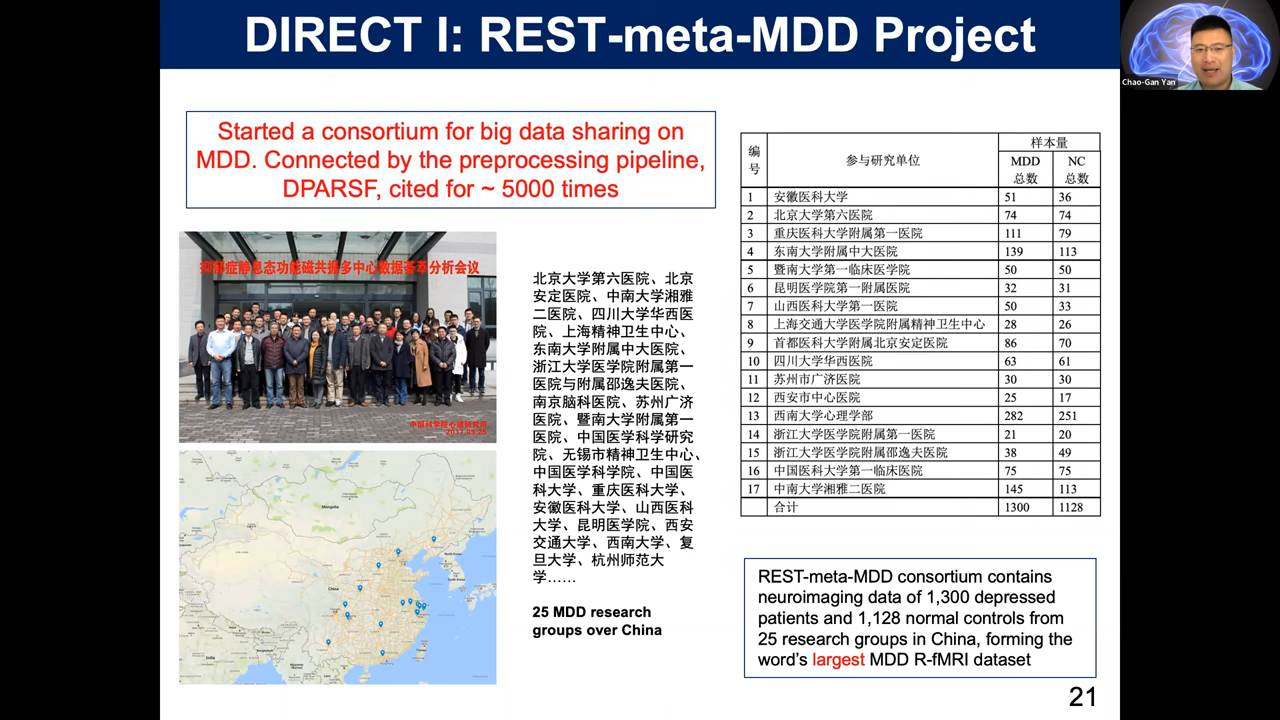 DIRECT I: REST-meta-MDD Project
Chao-Gan Yan
Started a consortium for big data sharing on
MDD. Connected by the preprocessing pipeline,
DPARSF, cited for ~ 5000 times
抑郁症静息态功能磁共振多中心数据荟萃分析会议
中国科学院心理研究所
Mongolia
China
North Korea
South Korea
India
北京大学第六医院、北京
安定医院、中南大学湘雅
二医院、四川大学华西医
院、上海精神卫生中心、
东南大学附属中大医院、
浙江大学医学院附属第一
医院与附属邵逸夫医院、
南京脑科医院、苏州广济
医院、暨南大学附属第一
医院、中国医学科学研究
院、无锡市精神卫生中心、
中国医学科学院、中国医
科大学、重庆医科大学、
安徽医科大学、山西医科
大学、昆明医学院、西安
交通大学、西南大学、复
旦大学、杭州师范大
学……
25 MDD research
groups over China
编号 参与研究单位 样本量
MDD 总数 NC 总数
1 安徽医科大学 51 36
2 北京大学第六医院 74 74
3 重庆医科大学附属第一医院 111 79
4 东南大学附属中大医院 139 113
5 暨南大学第一临床医学院 50 50
6 昆明医学院第一附属医院 32 31
7 山西医科大学第一医院 50 33
8 上海交通大学医学院附属精神卫生中心 28 26
9 首都医科大学附属北京安定医院 86 70
10 四川大学华西医院 63 61
11 苏州市广济医院 30 30
12 西安市中心医院 25 17
13 西南大学心理学部 282 251
14 浙江大学医学院附属第一医院 21 20
15 浙江大学医学院附属邵逸夫医院 38 49
16 中国医科大学第一临床医院 75 75
17 中南大学湘雅二医院 145 113
合计 1300 1128
REST-meta-MDD consortium contains
neuroimaging data of 1,300 depressed
patients and 1,128 normal controls from
25 research groups in China, forming the
word's largest MDD R-fMRI dataset
21